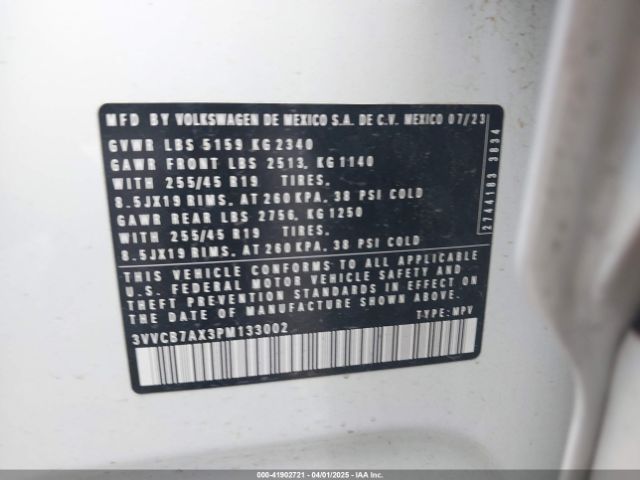 MFD BY VOLKSWAGEN DE MEXICO S.A. DE C.V. MEXICO 07/23
GVWR LBS 5159 KG 2340
GAWR FRONT LBS 2513, KG 1140
WITH 255/45 R19 TIRES,
8.5JX19 RIMS, AT 260 KPA, 38 PSI COLD
GAWR REAR LBS 2756, KG 1250
WITH 255/45 R19 TIRES,
8.5JX19 RIMS, AT 260 KPA, 38 PSI COLD
THIS VEHICLE CONFORMS TO ALL APPLICABLE
U.S. FEDERAL MOTOR VEHICLE SAFETY AND
THEFT PREVENTION STANDARDS IN EFFECT ON
THE DATE OF MANUFACTURE SHOWN ABOVE.
3VVCB7AX3PM133002 TYPE: MPV
2744183 3834
000-41902721 - 04/01/2025 - IAAI.COM